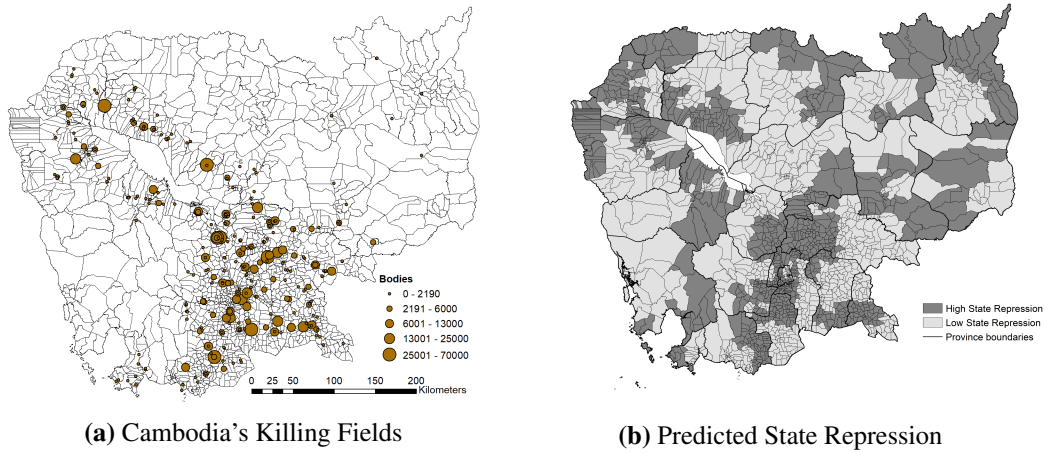 Bodies
0 - 2190
2191 - 6000
6001 - 13000
13001 - 25000
25001 - 70000
0 25 50 100 150 200
Kilometers
(a) Cambodia's Killing Fields
High State Repression
Low State Repression
Province boundaries
(b) Predicted State Repression